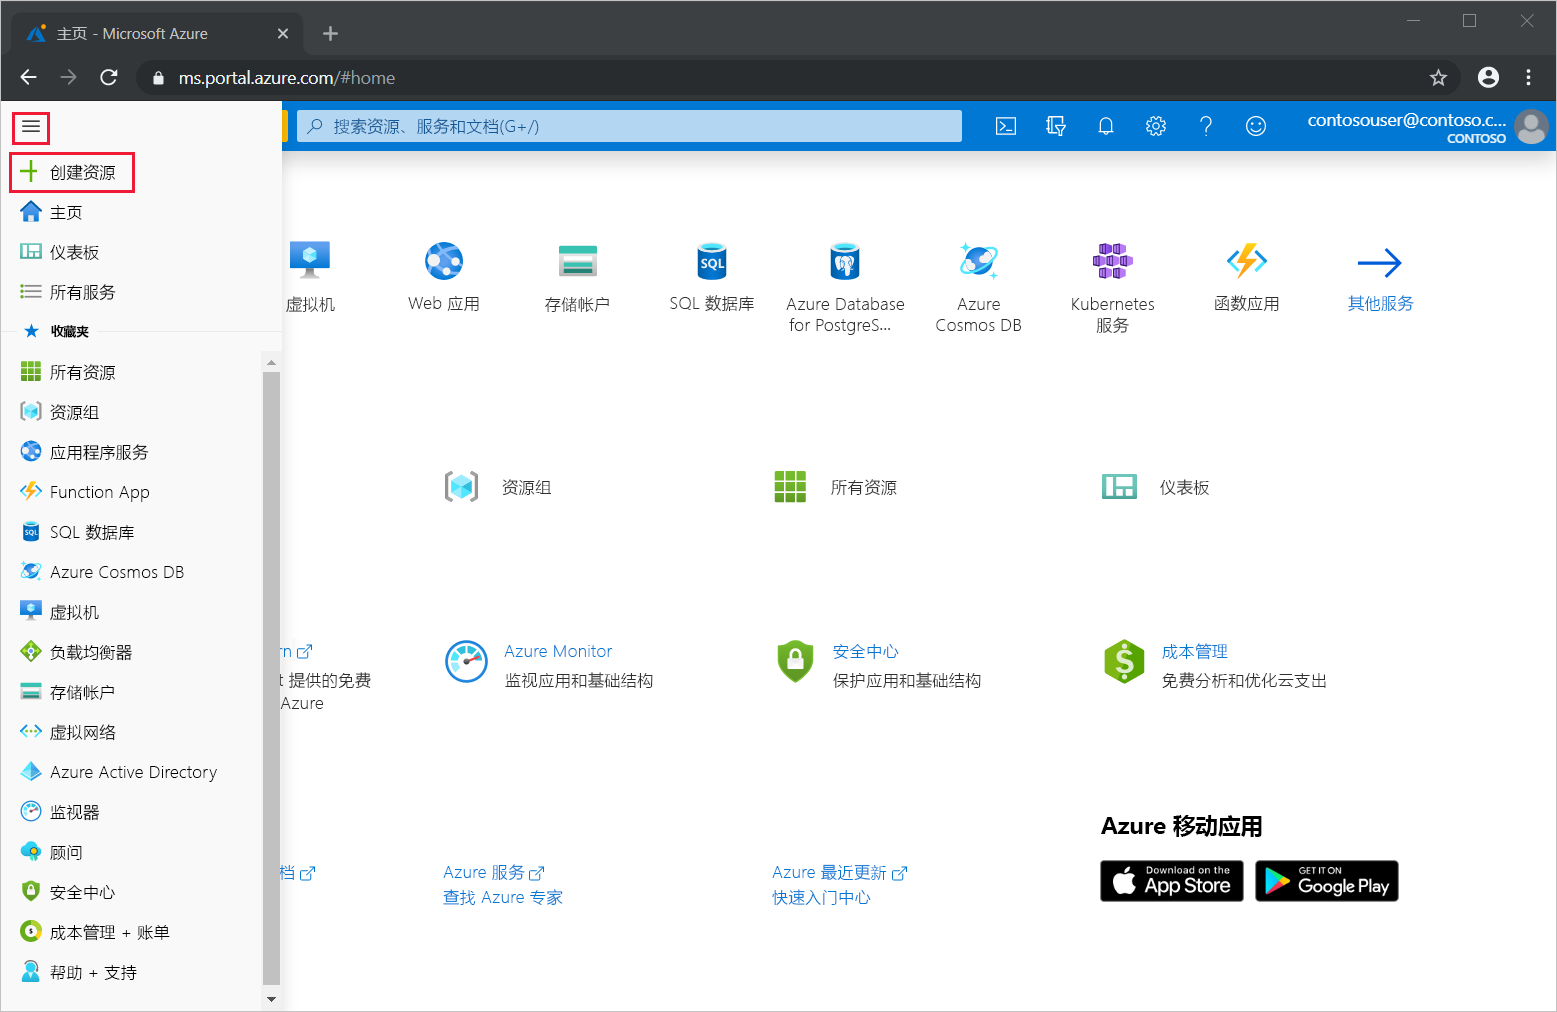 主页 - Microsoft Azure
ms.portal.azure.com/#home
搜索资源、服务和文档(G+/)
contosouser@contoso.c...
CONTOSO
创建资源
主页
仪表板
所有服务
收藏夹
所有资源
资源组
应用程序服务
Function App
SQL 数据库
Azure Cosmos DB
虚拟机
负载均衡器
存储帐户
虚拟网络
Azure Active Directory
监视器
顾问
安全中心
成本管理 + 账单
帮助 + 支持
虚拟机
Web 应用
存储帐户
SQL
SQL 数据库
Azure Database
for PostgreS...
Azure
Cosmos DB
Kubernetes
服务
函数应用
其他服务
资源组
所有资源
仪表板
rn
t 提供的免费
Azure
Azure Monitor
监视应用和基础结构
安全中心
保护应用和基础结构
成本管理
免费分析和优化云支出
档
Azure 服务
查找 Azure 专家
Azure 最近更新
快速入门中心
Azure 移动应用
Download on the
App Store
GET IT ON
Google Play